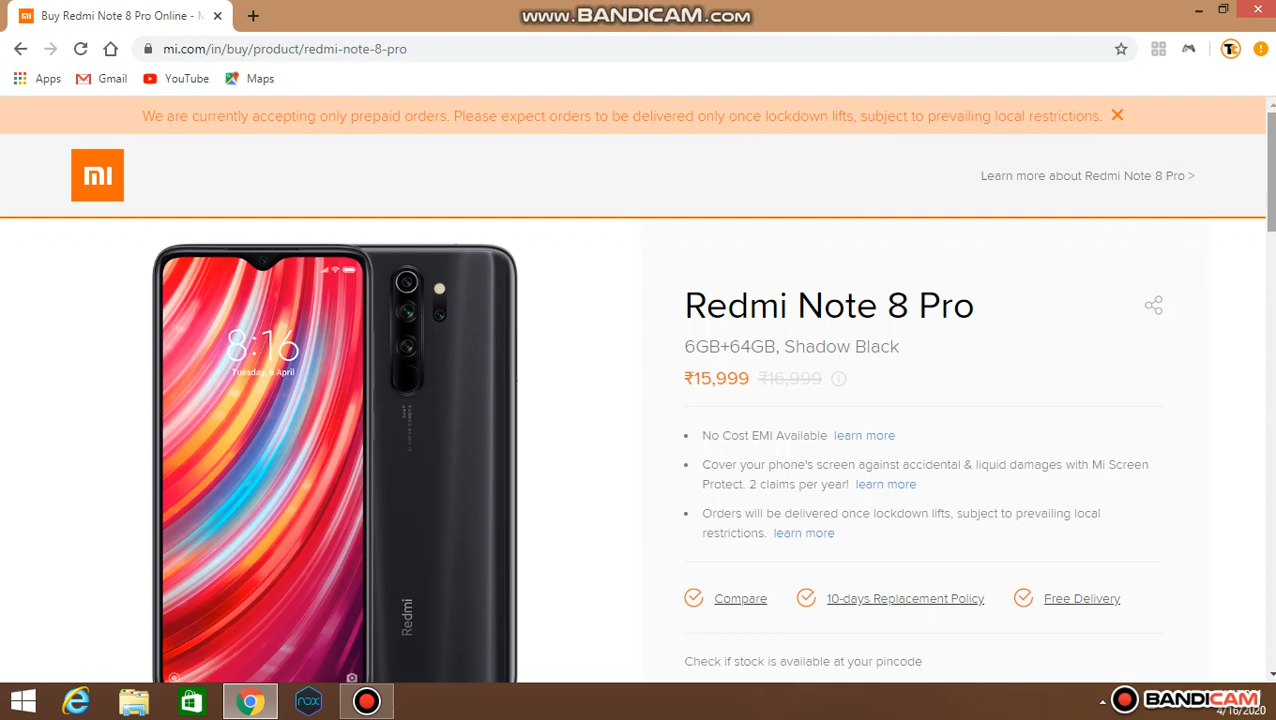 Buy Redmi Note 8 Pro Online - M
WWW.BANDICAM.COM
mi.com/in/buy/product/redmi-note-8-pro
Apps Gmail YouTube Maps
We are currently accepting only prepaid orders. Please expect orders to be delivered only once lockdown lifts, subject to prevailing local restrictions.
mi
Learn more about Redmi Note 8 Pro >
8:16
Tuesday, 6 April
Redmi
Redmi Note 8 Pro
6GB+64GB, Shadow Black
₹15,999 ₹16,999
No Cost EMI Available learn more
Cover your phone's screen against accidental & liquid damages with Mi Screen
Protect. 2 claims per year! learn more
Orders will be delivered once lockdown lifts, subject to prevailing local
restrictions. learn more
Compare 10-days Replacement Policy Free Delivery
Check if stock is available at your pincode
nox
BANDICAM
4/16/2020